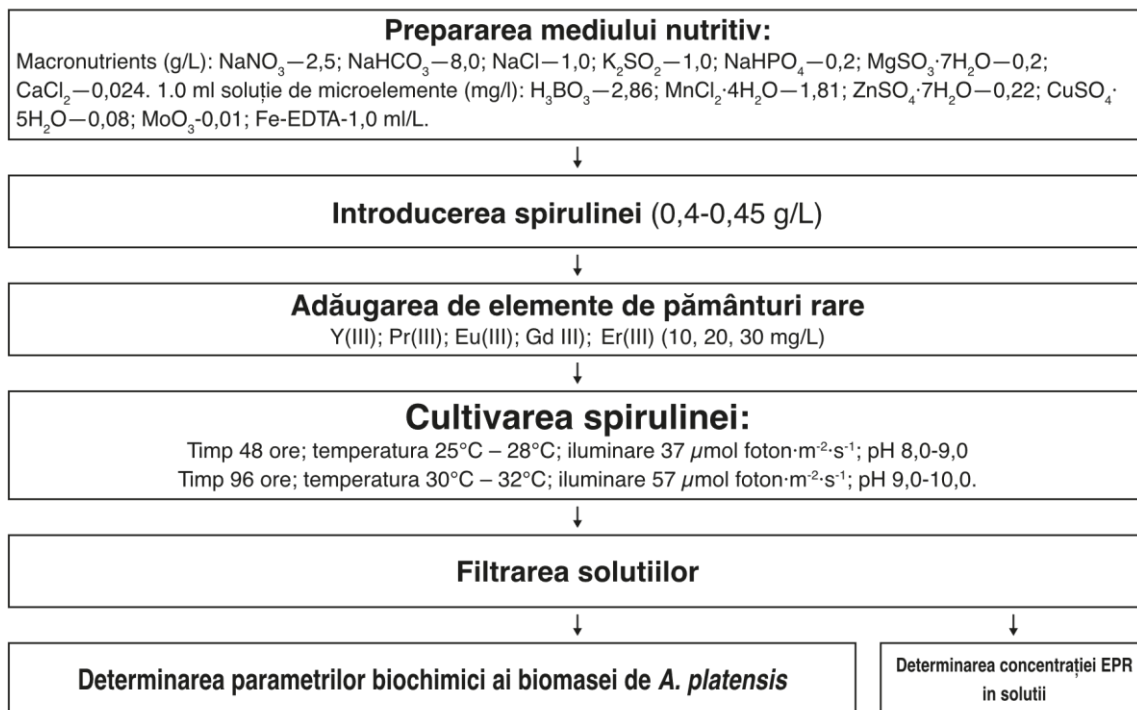 Prepararea mediului nutritiv:
Macronutrients (g/L): NaNO₃—2,5; NaHCO₃—8,0; NaCl—1,0; K₂SO₂—1,0; NaHPO₄—0,2; MgSO₃·7H₂O—0,2;
CaCl₂—0,024. 1.0 ml soluție de microelemente (mg/l): H₃BO₃—2,86; MnCl₂·4H₂O—1,81; ZnSO₄·7H₂O—0,22; CuSO₄·
5H₂O—0,08; MoO₃-0,01; Fe-EDTA-1,0 ml/L.
↓
Introducerea spirulinei (0,4-0,45 g/L)
↓
Adăugarea de elemente de pământuri rare
Y(III); Pr(III); Eu(III); Gd III); Er(III) (10, 20, 30 mg/L)
↓
Cultivarea spirulinei:
Timp 48 ore; temperatura 25°C – 28°C; iluminare 37 µmol foton·m⁻²·s⁻¹; pH 8,0-9,0
Timp 96 ore; temperatura 30°C – 32°C; iluminare 57 µmol foton·m⁻²·s⁻¹; pH 9,0-10,0.
↓
Filtrarea solutiilor
↓ ↓
Determinarea parametrilor biochimici ai biomasei de A. platensis
Determinarea concentrației EPR
in solutii